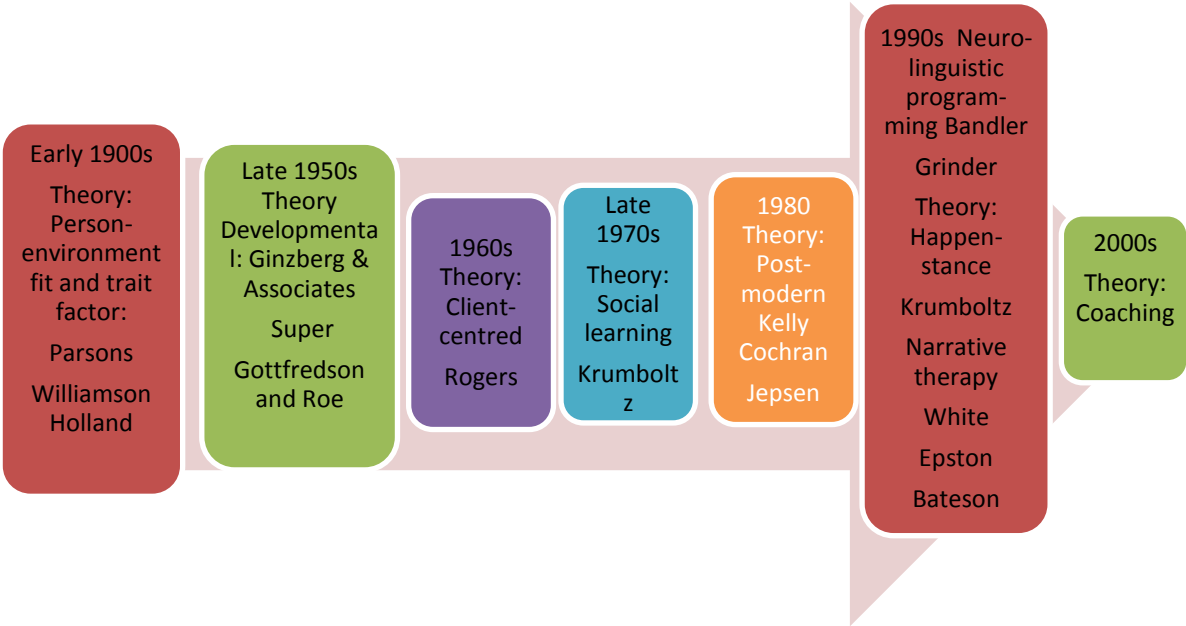 Early 1900s
Theory:
Person-
environment
fit and trait
factor:
Parsons
Williamson
Holland
Late 1950s
Theory
Developmenta
l: Ginzberg &
Associates
Super
Gottfredson
and Roe
1960s
Theory:
Client-
centred
Rogers
Late
1970s
Theory:
Social
learning
Krumbolt
z
1980
Theory:
Post-
modern
Kelly
Cochran
Jepsen
1990s  Neuro-
linguistic
program-
ming Bandler
Grinder
Theory:
Happen-
stance
Krumboltz
Narrative
therapy
White
Epston
Bateson
2000s
Theory:
Coaching